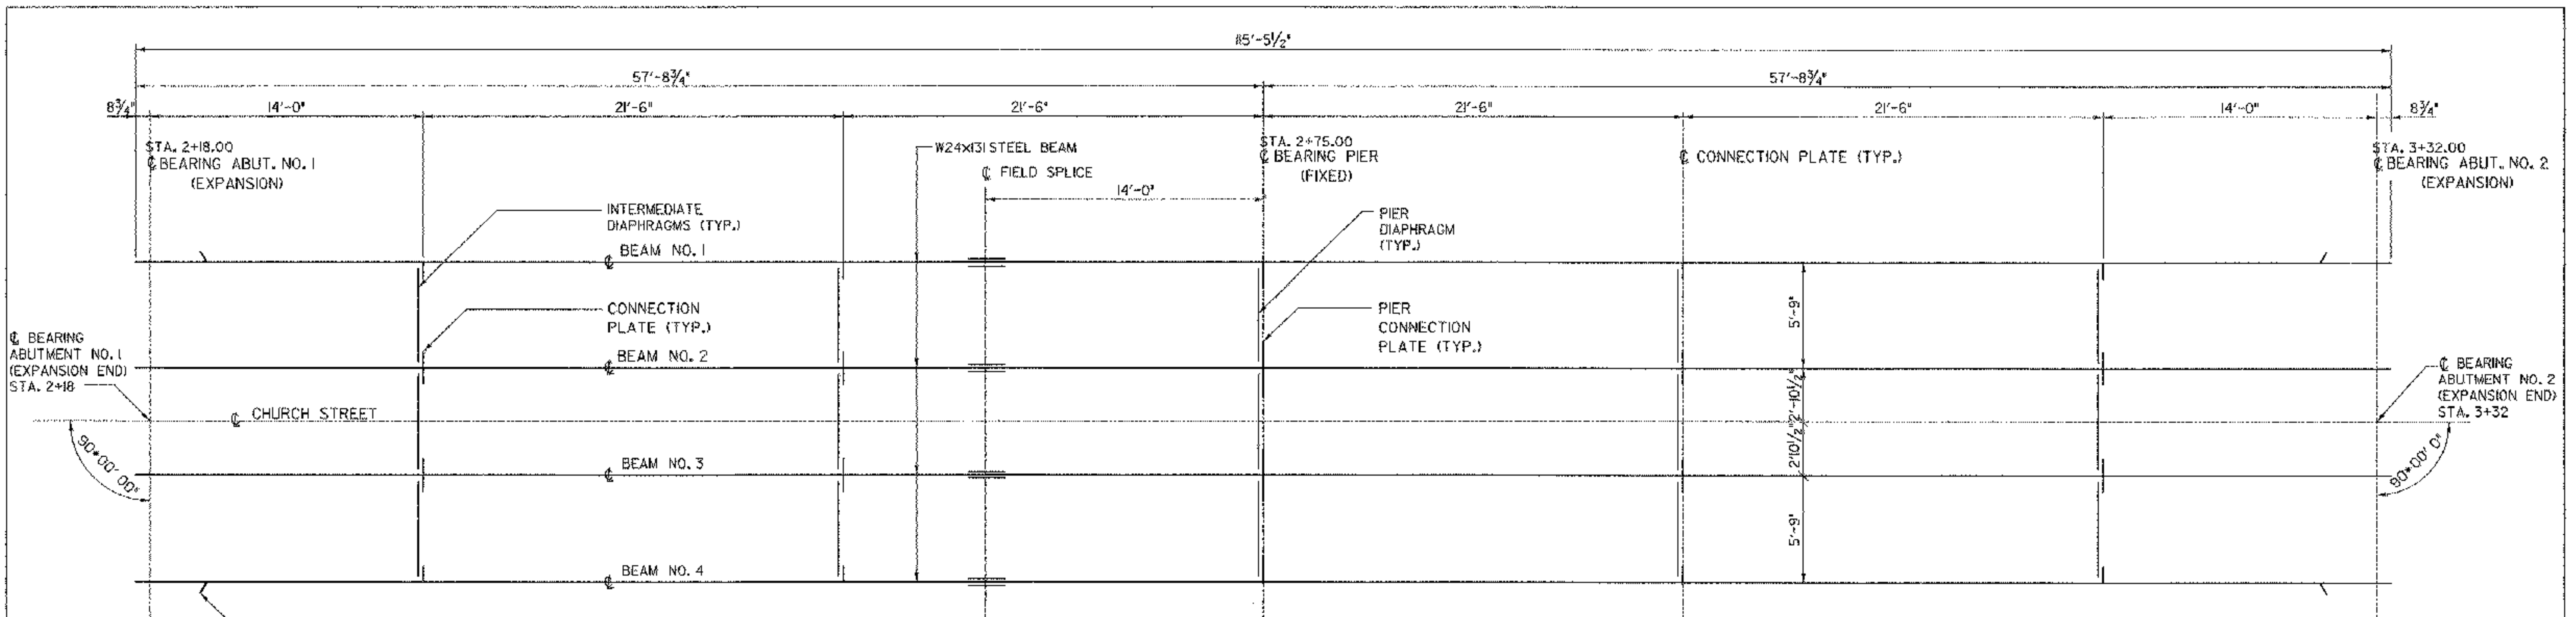 115'-5½"
57'-8¾"
57'-8¾"
8¾"
14'-0"
21'-6"
21'-6"
21'-6"
21'-6"
14'-0"
8¾"
STA. 2+18.00
℄ BEARING ABUT. NO. 1
(EXPANSION)
W24x131 STEEL BEAM
℄ FIELD SPLICE
14'-0"
STA. 2+75.00
℄ BEARING PIER
(FIXED)
℄ CONNECTION PLATE (TYP.)
STA. 3+32.00
℄ BEARING ABUT. NO. 2
(EXPANSION)
INTERMEDIATE
DIAPHRAGMS (TYP.)
PIER
DIAPHRAGM
(TYP.)
℄ BEAM NO. 1
CONNECTION
PLATE (TYP.)
PIER
CONNECTION
PLATE (TYP.)
5'-9"
℄ BEARING
ABUTMENT NO. 1
(EXPANSION END)
STA. 2+18
℄ BEAM NO. 2
2'-10½"
℄ BEARING
ABUTMENT NO. 2
(EXPANSION END)
STA. 3+32
℄ CHURCH STREET
90°00' 00"
2'10½"
90°00' 0"
℄ BEAM NO. 3
5'-9"
℄ BEAM NO. 4